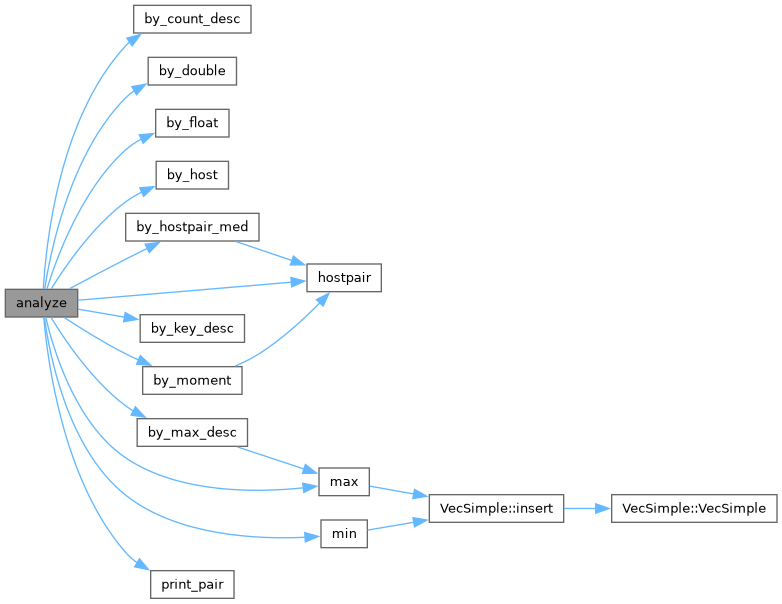 by_count_desc
by_double
by_float
by_host
by_hostpair_med
hostpair
analyze
by_key_desc
by_moment
by_max_desc
max
VecSimple::insert
VecSimple::VecSimple
min
print_pair